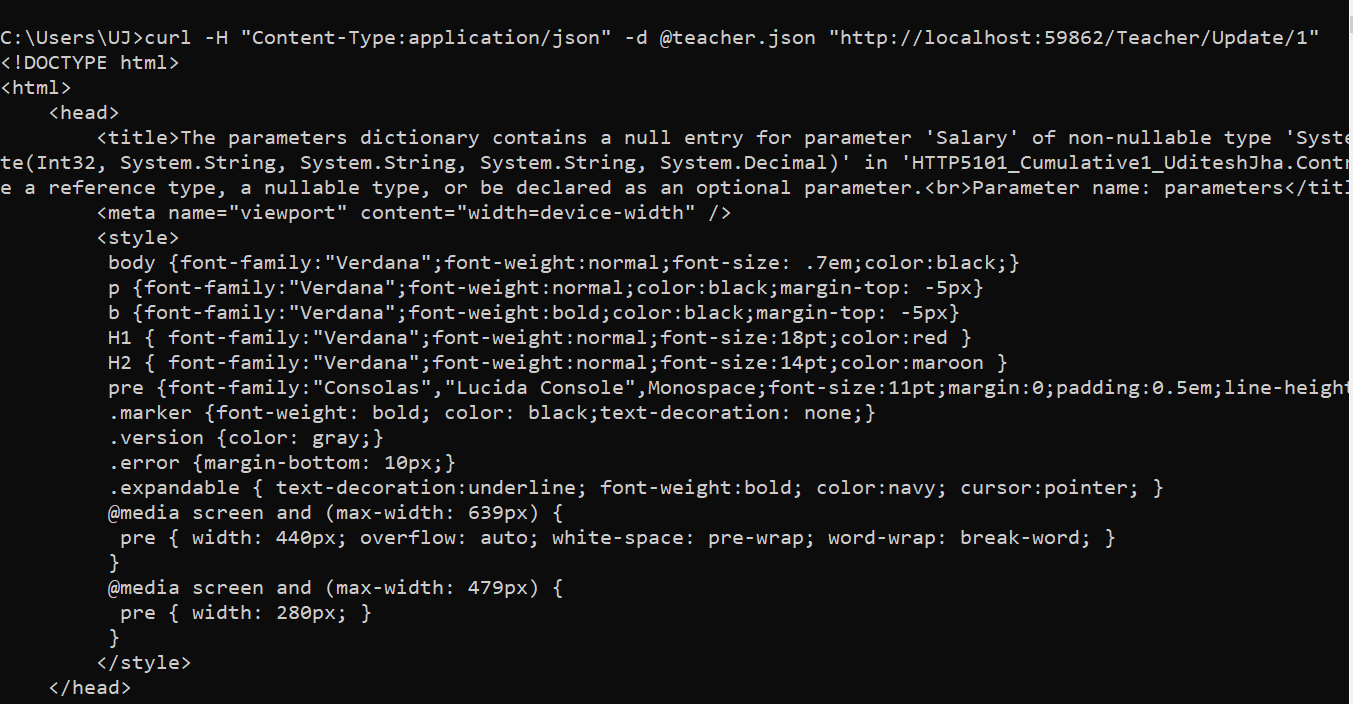 C:\Users\UJ>curl -H "Content-Type:application/json" -d @teacher.json "http://localhost:59862/Teacher/Update/1"
<!DOCTYPE html>
<html>
    <head>
        <title>The parameters dictionary contains a null entry for parameter 'Salary' of non-nullable type 'Syste
te(Int32, System.String, System.String, System.String, System.Decimal)' in 'HTTP5101_Cumulative1_UditeshJha.Contr
e a reference type, a nullable type, or be declared as an optional parameter.<br>Parameter name: parameters</titl
        <meta name="viewport" content="width=device-width" />
        <style>
         body {font-family:"Verdana";font-weight:normal;font-size: .7em;color:black;}
         p {font-family:"Verdana";font-weight:normal;color:black;margin-top: -5px}
         b {font-family:"Verdana";font-weight:bold;color:black;margin-top: -5px}
         H1 { font-family:"Verdana";font-weight:normal;font-size:18pt;color:red }
         H2 { font-family:"Verdana";font-weight:normal;font-size:14pt;color:maroon }
         pre {font-family:"Consolas","Lucida Console",Monospace;font-size:11pt;margin:0;padding:0.5em;line-height
         .marker {font-weight: bold; color: black;text-decoration: none;}
         .version {color: gray;}
         .error {margin-bottom: 10px;}
         .expandable { text-decoration:underline; font-weight:bold; color:navy; cursor:pointer; }
         @media screen and (max-width: 639px) {
          pre { width: 440px; overflow: auto; white-space: pre-wrap; word-wrap: break-word; }
         }
         @media screen and (max-width: 479px) {
          pre { width: 280px; }
         }
        </style>
    </head>